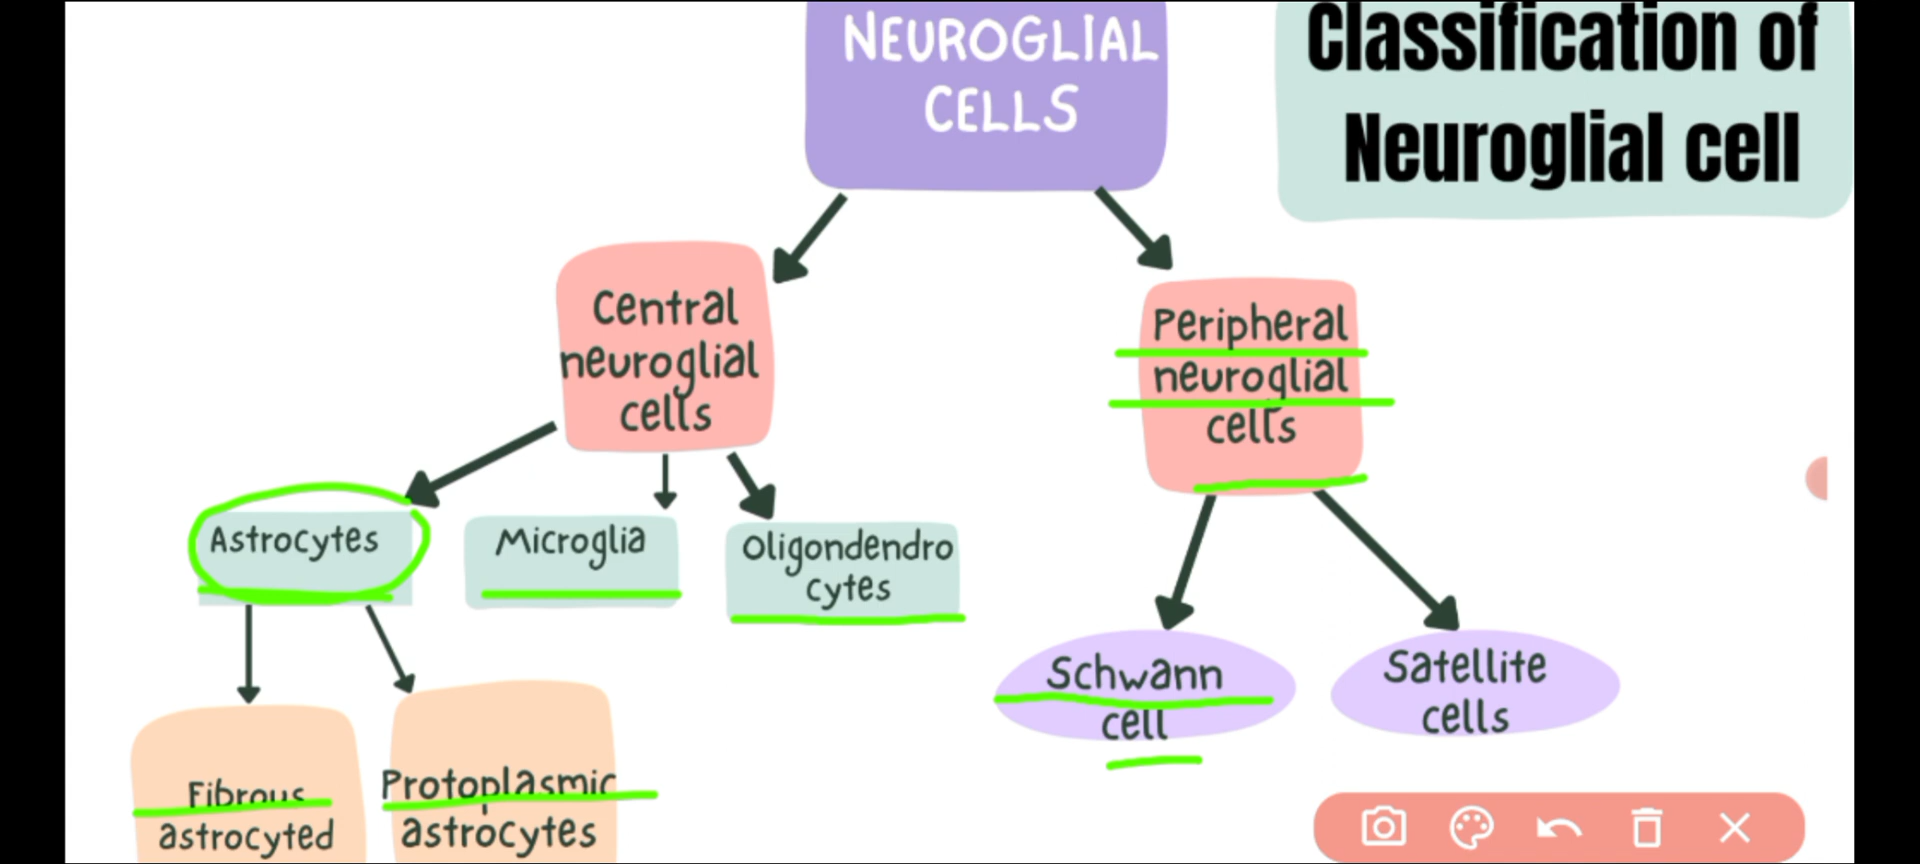 NEUROGLIAL
CELLS
Classification of
Neuroglial cell
Central
neuroglial
cells
Peripheral
neuroglial
cells
Astrocytes
Microglia
Oligondendro
cytes
Schwann
cell
Satellite
cells
Fibrous
astrocyted
Protoplasmic
astrocytes